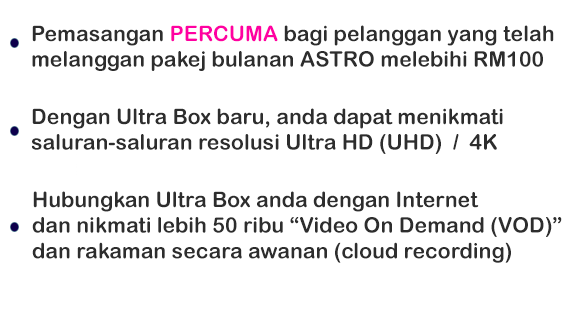 Pemasangan PERCUMA bagi pelanggan yang telah
melanggan pakej bulanan ASTRO melebihi RM100
Dengan Ultra Box baru, anda dapat menikmati
saluran-saluran resolusi Ultra HD (UHD) / 4K
Hubungkan Ultra Box anda dengan Internet
dan nikmati lebih 50 ribu “Video On Demand (VOD)”
dan rakaman secara awanan (cloud recording)